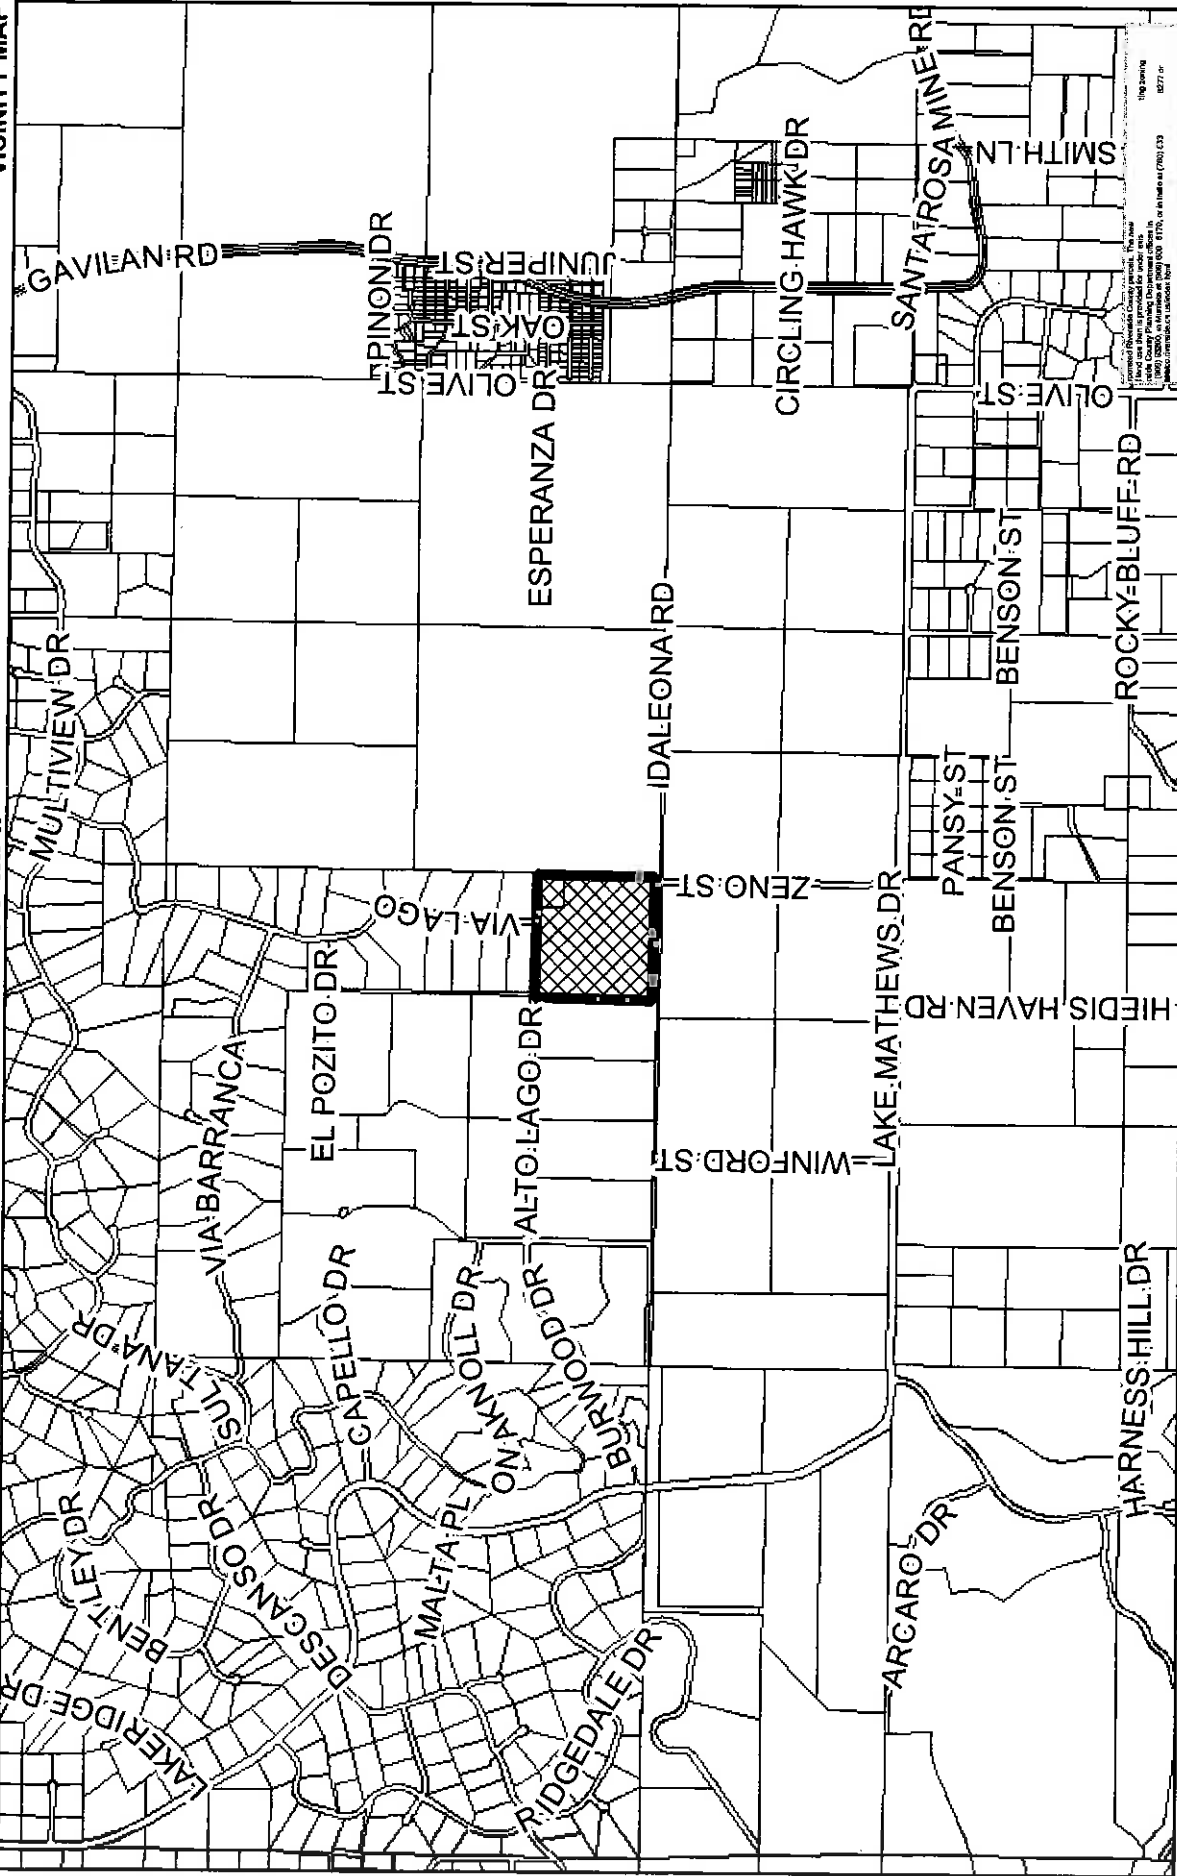 VICINITY MAP
GAVILAN RD
PINON DR
JUNIPER ST
OAK ST
OLIVE ST
ESPERANZA DR
CIRCLING HAWK DR
SANTA ROSA MINE RD
SMITH LN
OLIVE ST
ROCKY BLUFF RD
BENSON ST
IDALEONA RD
MULTIVIEW DR
PANSY ST
BENSON ST
ZENO ST
VIA LAGO
LAKE MATHEWS DR
HIEDIS HAVEN RD
EL POZITO DR
ALTO LAGO DR
VIA BARRANCA
WINFORD ST
SULTANA DR
CAPELLO DR
OAKNOLL DR
BURWOOD DR
HARNESS HILL DR
BENTLEY DR
DESCANSO DR
MALTA PL
ARCARO DR
LAKERIDGE DR
RIDGEDALE DR